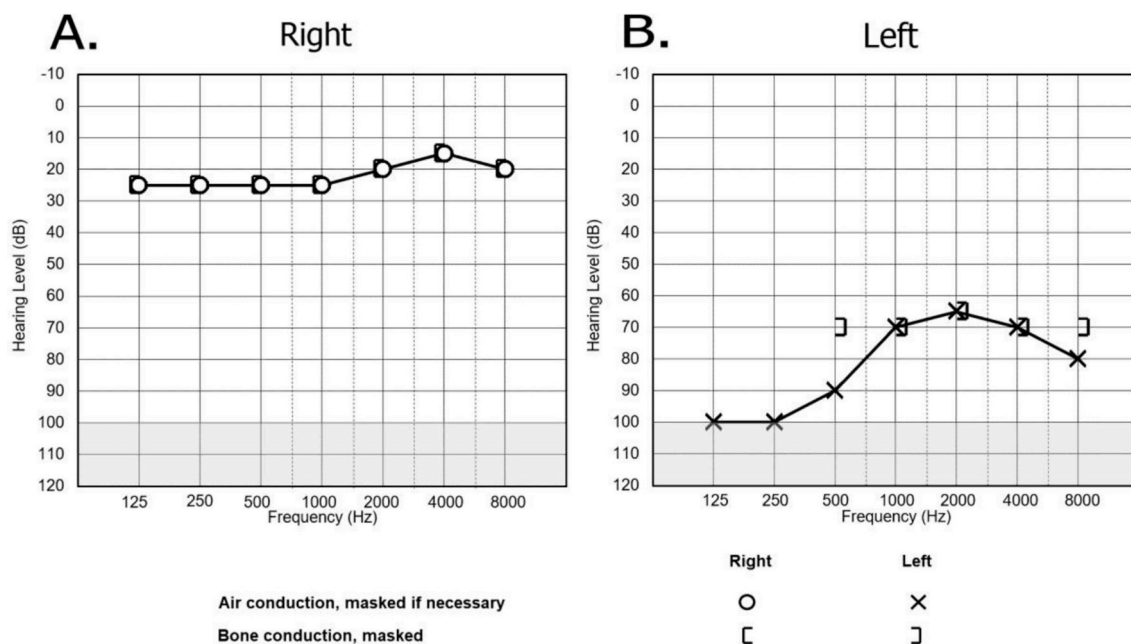 A. Right
-10
0
10
20
30
40
50
60
70
80
90
100
110
120
Hearing Level (dB)
125 250 500 1000 2000 4000 8000
Frequency (Hz)
B. Left
-10
0
10
20
30
40
50
60
70
80
90
100
110
120
Hearing Level (dB)
125 250 500 1000 2000 4000 8000
Frequency (Hz)
Right Left
Air conduction, masked if necessary
Bone conduction, masked